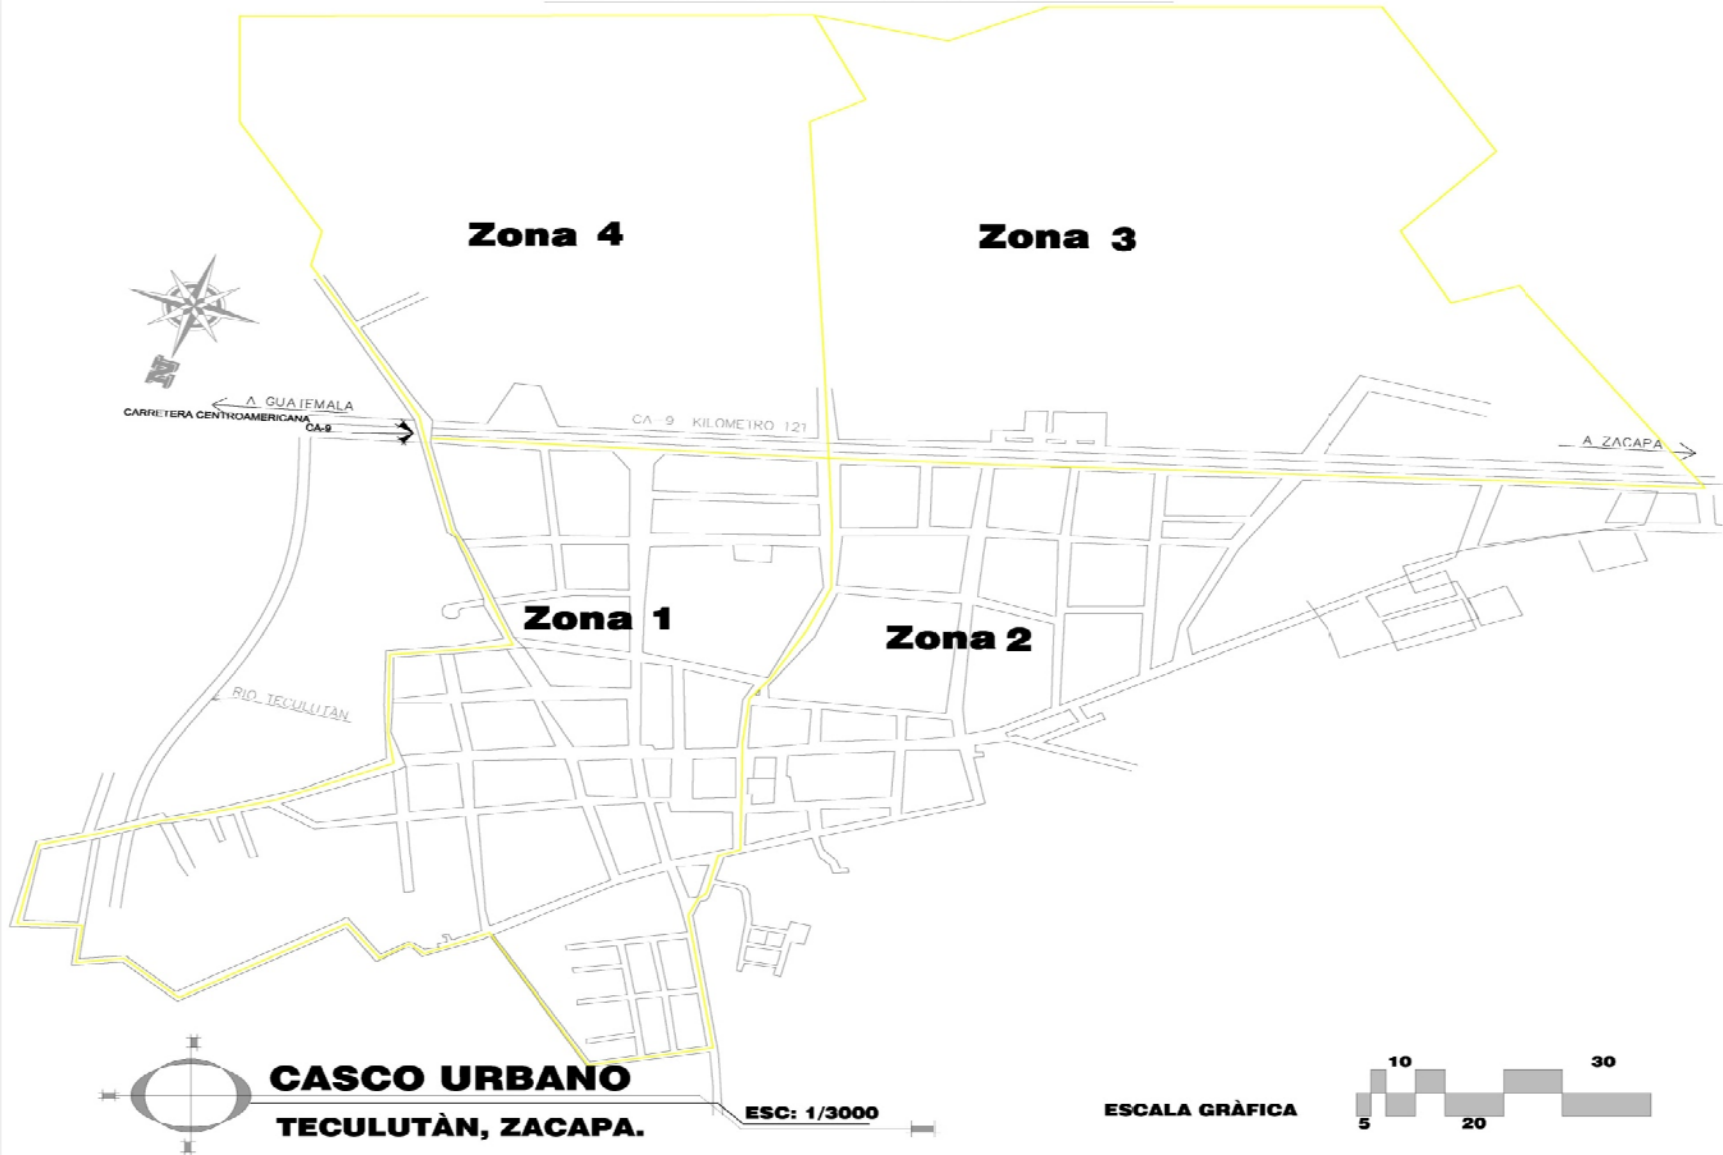 Zona 4
Zona 3
N
A GUATEMALA
CARRETERA CENTROAMERICANA
CA-9
CA-9 KILOMETRO 121
A ZACAPA
Zona 1
Zona 2
RIO TECULUTAN
CASCO URBANO
TECULUTÀN, ZACAPA.
ESC: 1/3000
ESCALA GRÀFICA
10
30
5
20